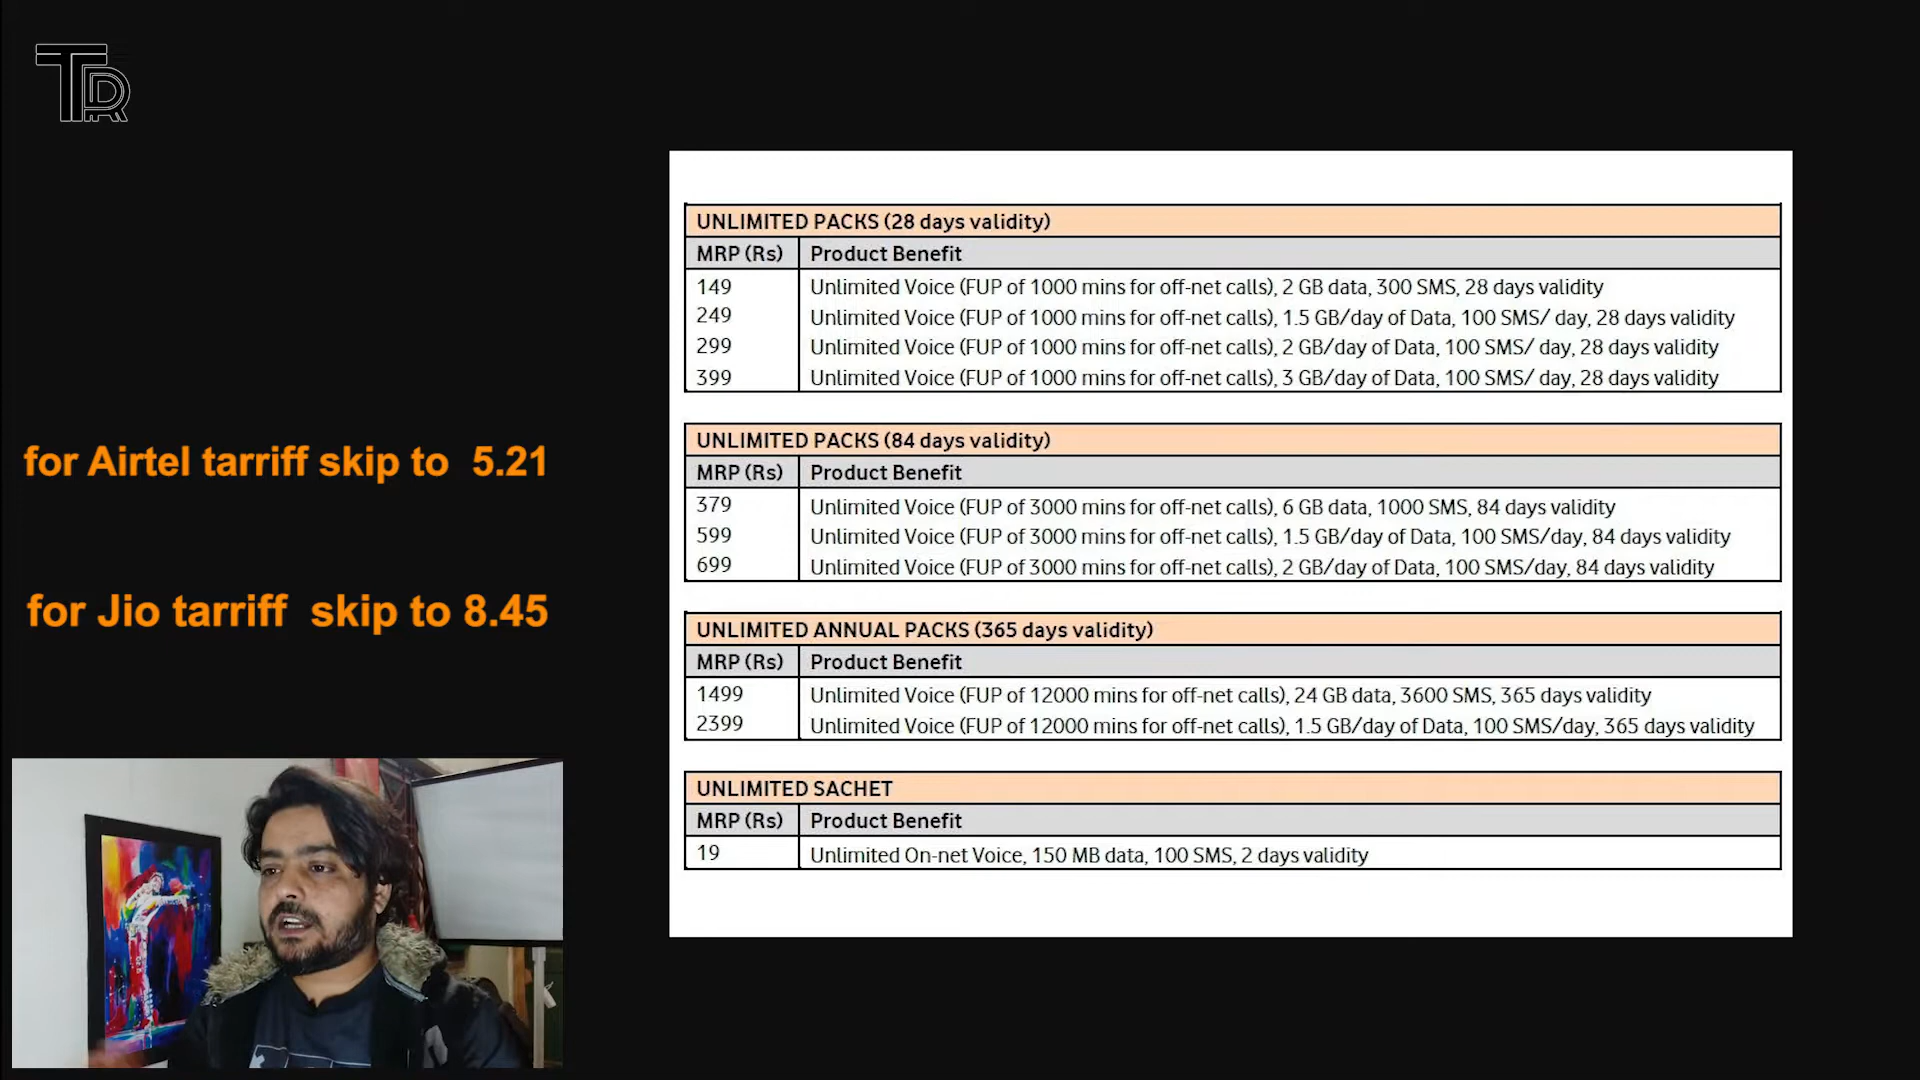 TDR
for Airtel tarriff skip to 5.21
for Jio tarriff skip to 8.45
UNLIMITED PACKS (28 days validity)
MRP (Rs) Product Benefit
149 Unlimited Voice (FUP of 1000 mins for off-net calls), 2 GB data, 300 SMS, 28 days validity
249 Unlimited Voice (FUP of 1000 mins for off-net calls), 1.5 GB/day of Data, 100 SMS/ day, 28 days validity
299 Unlimited Voice (FUP of 1000 mins for off-net calls), 2 GB/day of Data, 100 SMS/ day, 28 days validity
399 Unlimited Voice (FUP of 1000 mins for off-net calls), 3 GB/day of Data, 100 SMS/ day, 28 days validity
UNLIMITED PACKS (84 days validity)
MRP (Rs) Product Benefit
379 Unlimited Voice (FUP of 3000 mins for off-net calls), 6 GB data, 1000 SMS, 84 days validity
599 Unlimited Voice (FUP of 3000 mins for off-net calls), 1.5 GB/day of Data, 100 SMS/day, 84 days validity
699 Unlimited Voice (FUP of 3000 mins for off-net calls), 2 GB/day of Data, 100 SMS/day, 84 days validity
UNLIMITED ANNUAL PACKS (365 days validity)
MRP (Rs) Product Benefit
1499 Unlimited Voice (FUP of 12000 mins for off-net calls), 24 GB data, 3600 SMS, 365 days validity
2399 Unlimited Voice (FUP of 12000 mins for off-net calls), 1.5 GB/day of Data, 100 SMS/day, 365 days validity
UNLIMITED SACHET
MRP (Rs) Product Benefit
19 Unlimited On-net Voice, 150 MB data, 100 SMS, 2 days validity